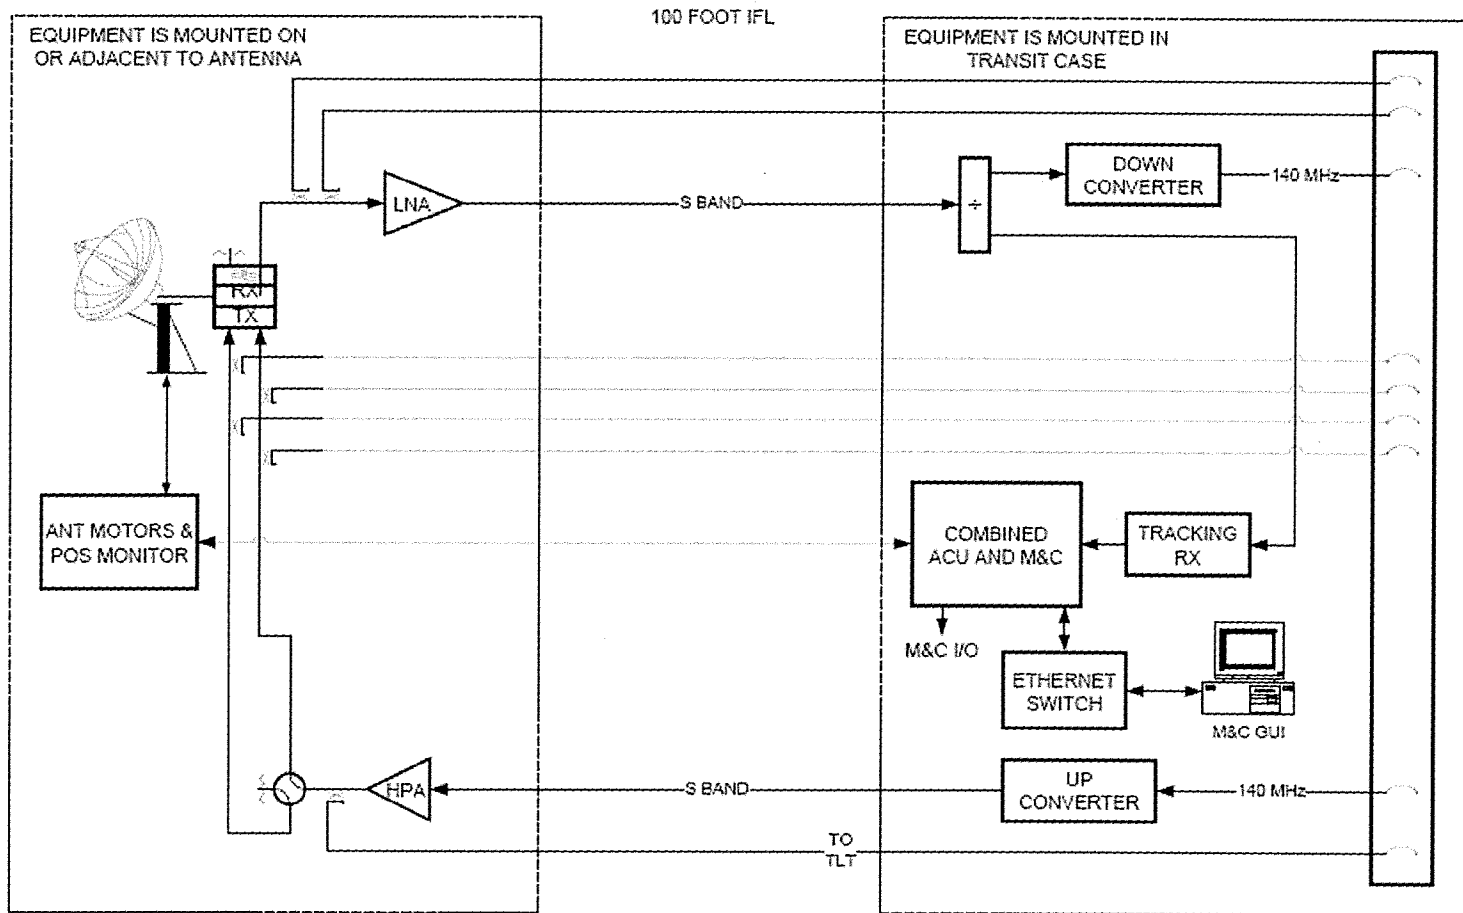 100 FOOT IFL
EQUIPMENT IS MOUNTED ON
OR ADJACENT TO ANTENNA
EQUIPMENT IS MOUNTED IN
TRANSIT CASE
DOWN
CONVERTER
140 MHz
LNA
S BAND
÷
RX
TX
ANT MOTORS &
POS MONITOR
COMBINED
ACU AND M&C
TRACKING
RX
M&C I/O
ETHERNET
SWITCH
M&C GUI
HPA
S BAND
UP
CONVERTER
140 MHz
TO
TLT